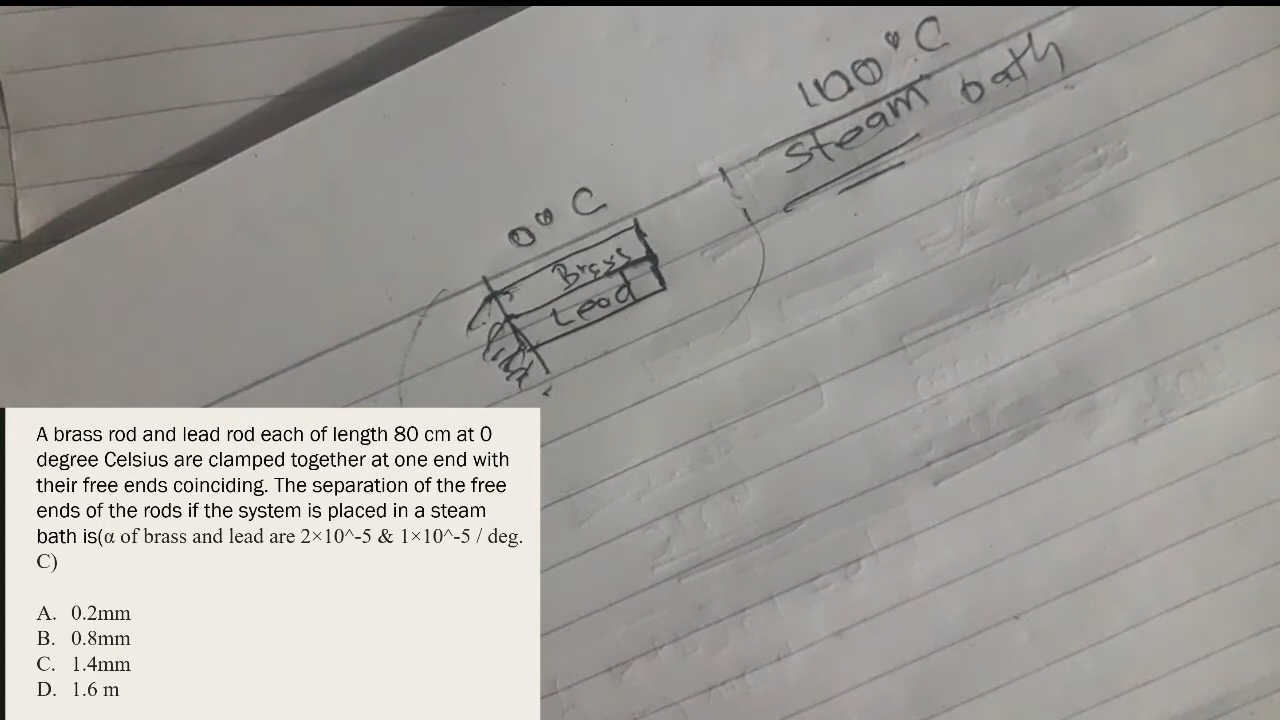 100°C
steam bath
0°C
Brass
Lead
A brass rod and lead rod each of length 80 cm at 0
degree Celsius are clamped together at one end with
their free ends coinciding. The separation of the free
ends of the rods if the system is placed in a steam
bath is(α of brass and lead are 2×10^-5 & 1×10^-5 / deg.
C)
A. 0.2mm
B. 0.8mm
C. 1.4mm
D. 1.6 m